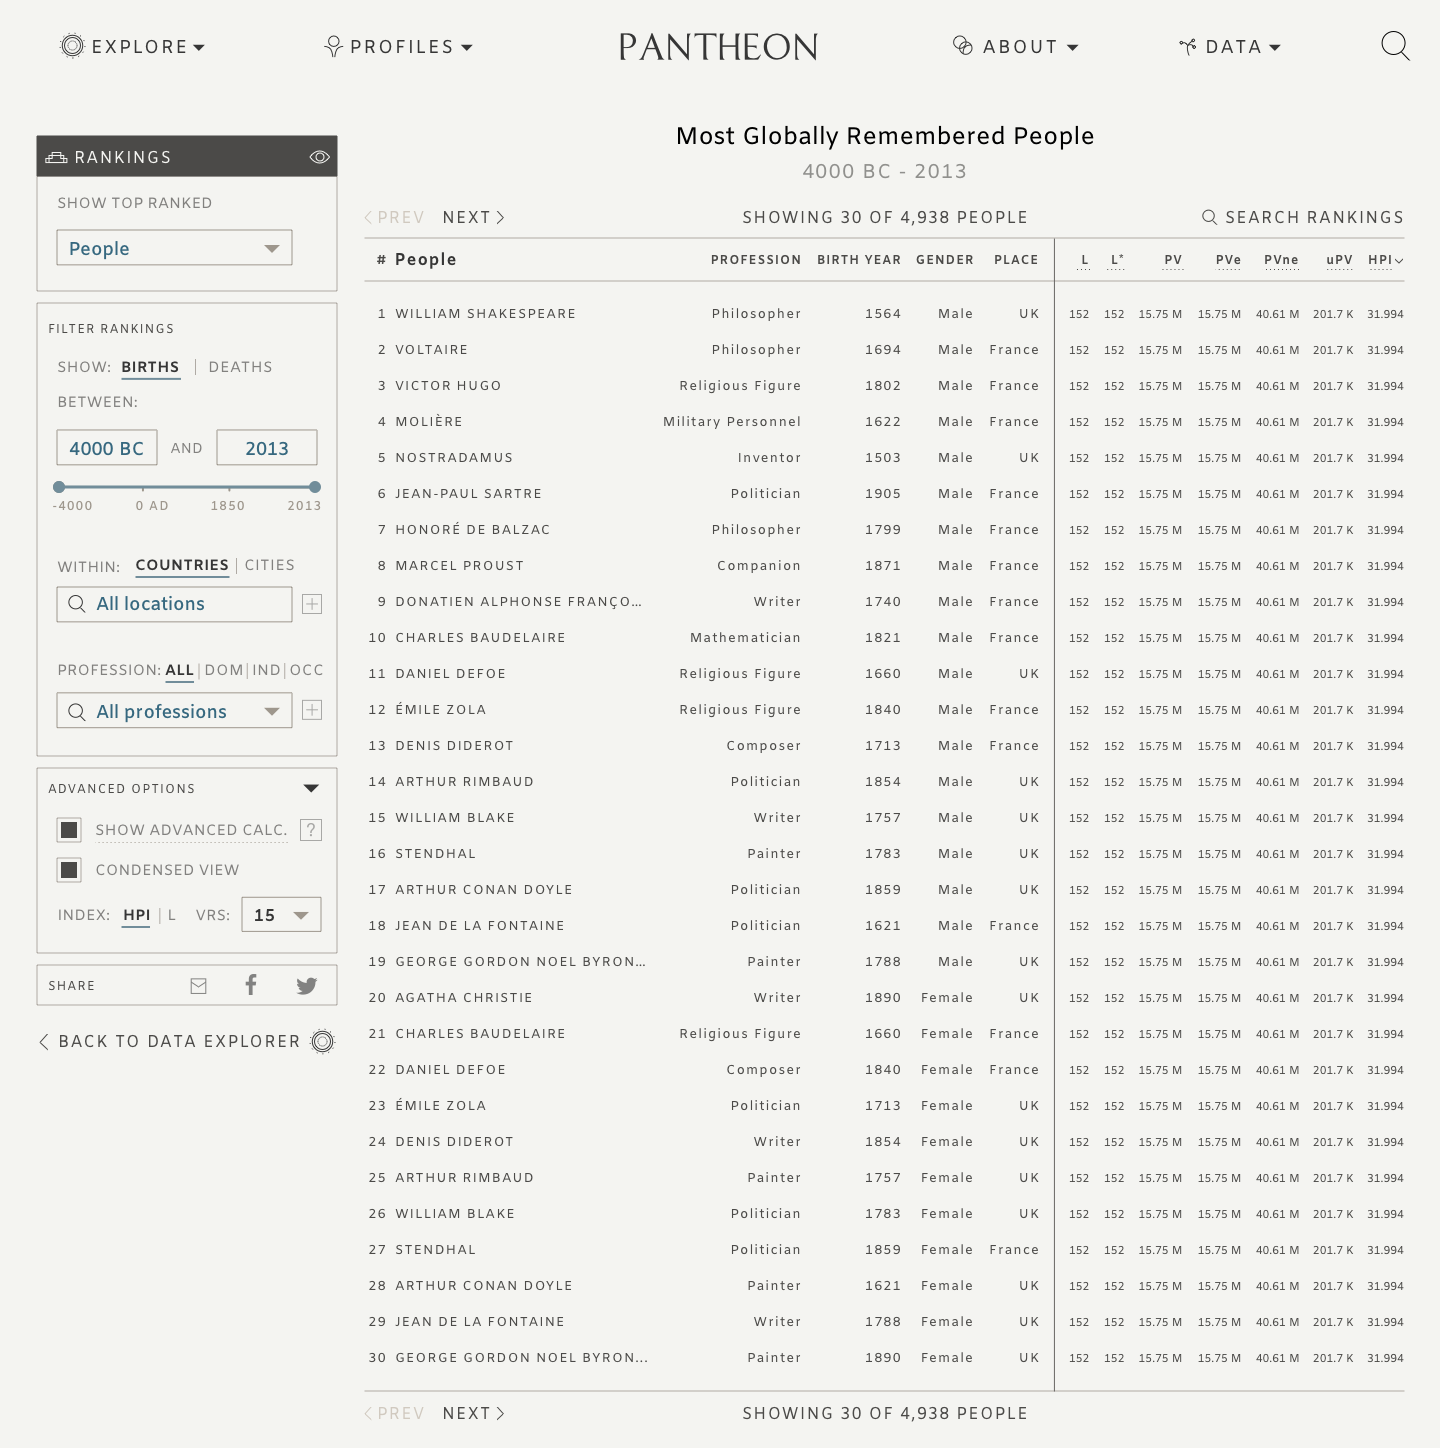 EXPLORE PROFILES PANTHEON ABOUT DATA
RANKINGS
SHOW TOP RANKED
People
FILTER RANKINGS
SHOW: BIRTHS | DEATHS
BETWEEN:
4000 BC AND 2013
-4000 0 AD 1850 2013
WITHIN: COUNTRIES | CITIES
All locations
PROFESSION: ALL | DOM | IND | OCC
All professions
ADVANCED OPTIONS
SHOW ADVANCED CALC. ?
CONDENSED VIEW
INDEX: HPI | L VRS: 15
SHARE
BACK TO DATA EXPLORER
Most Globally Remembered People
4000 BC - 2013
PREV NEXT SHOWING 30 OF 4,938 PEOPLE SEARCH RANKINGS
# People PROFESSION BIRTH YEAR GENDER PLACE L L* PV PVe PVne uPV HPI
1 WILLIAM SHAKESPEARE Philosopher 1564 Male UK 152 152 15.75 M 15.75 M 40.61 M 201.7 K 31.994
2 VOLTAIRE Philosopher 1694 Male France 152 152 15.75 M 15.75 M 40.61 M 201.7 K 31.994
3 VICTOR HUGO Religious Figure 1802 Male France 152 152 15.75 M 15.75 M 40.61 M 201.7 K 31.994
4 MOLIÈRE Military Personnel 1622 Male France 152 152 15.75 M 15.75 M 40.61 M 201.7 K 31.994
5 NOSTRADAMUS Inventor 1503 Male UK 152 152 15.75 M 15.75 M 40.61 M 201.7 K 31.994
6 JEAN-PAUL SARTRE Politician 1905 Male France 152 152 15.75 M 15.75 M 40.61 M 201.7 K 31.994
7 HONORÉ DE BALZAC Philosopher 1799 Male France 152 152 15.75 M 15.75 M 40.61 M 201.7 K 31.994
8 MARCEL PROUST Companion 1871 Male France 152 152 15.75 M 15.75 M 40.61 M 201.7 K 31.994
9 DONATIEN ALPHONSE FRANÇO... Writer 1740 Male France 152 152 15.75 M 15.75 M 40.61 M 201.7 K 31.994
10 CHARLES BAUDELAIRE Mathematician 1821 Male France 152 152 15.75 M 15.75 M 40.61 M 201.7 K 31.994
11 DANIEL DEFOE Religious Figure 1660 Male UK 152 152 15.75 M 15.75 M 40.61 M 201.7 K 31.994
12 ÉMILE ZOLA Religious Figure 1840 Male France 152 152 15.75 M 15.75 M 40.61 M 201.7 K 31.994
13 DENIS DIDEROT Composer 1713 Male France 152 152 15.75 M 15.75 M 40.61 M 201.7 K 31.994
14 ARTHUR RIMBAUD Politician 1854 Male UK 152 152 15.75 M 15.75 M 40.61 M 201.7 K 31.994
15 WILLIAM BLAKE Writer 1757 Male UK 152 152 15.75 M 15.75 M 40.61 M 201.7 K 31.994
16 STENDHAL Painter 1783 Male UK 152 152 15.75 M 15.75 M 40.61 M 201.7 K 31.994
17 ARTHUR CONAN DOYLE Politician 1859 Male UK 152 152 15.75 M 15.75 M 40.61 M 201.7 K 31.994
18 JEAN DE LA FONTAINE Politician 1621 Male France 152 152 15.75 M 15.75 M 40.61 M 201.7 K 31.994
19 GEORGE GORDON NOEL BYRON... Painter 1788 Male UK 152 152 15.75 M 15.75 M 40.61 M 201.7 K 31.994
20 AGATHA CHRISTIE Writer 1890 Female UK 152 152 15.75 M 15.75 M 40.61 M 201.7 K 31.994
21 CHARLES BAUDELAIRE Religious Figure 1660 Female France 152 152 15.75 M 15.75 M 40.61 M 201.7 K 31.994
22 DANIEL DEFOE Composer 1840 Female France 152 152 15.75 M 15.75 M 40.61 M 201.7 K 31.994
23 ÉMILE ZOLA Politician 1713 Female UK 152 152 15.75 M 15.75 M 40.61 M 201.7 K 31.994
24 DENIS DIDEROT Writer 1854 Female UK 152 152 15.75 M 15.75 M 40.61 M 201.7 K 31.994
25 ARTHUR RIMBAUD Painter 1757 Female UK 152 152 15.75 M 15.75 M 40.61 M 201.7 K 31.994
26 WILLIAM BLAKE Politician 1783 Female UK 152 152 15.75 M 15.75 M 40.61 M 201.7 K 31.994
27 STENDHAL Politician 1859 Female France 152 152 15.75 M 15.75 M 40.61 M 201.7 K 31.994
28 ARTHUR CONAN DOYLE Painter 1621 Female UK 152 152 15.75 M 15.75 M 40.61 M 201.7 K 31.994
29 JEAN DE LA FONTAINE Writer 1788 Female UK 152 152 15.75 M 15.75 M 40.61 M 201.7 K 31.994
30 GEORGE GORDON NOEL BYRON... Painter 1890 Female UK 152 152 15.75 M 15.75 M 40.61 M 201.7 K 31.994
PREV NEXT SHOWING 30 OF 4,938 PEOPLE